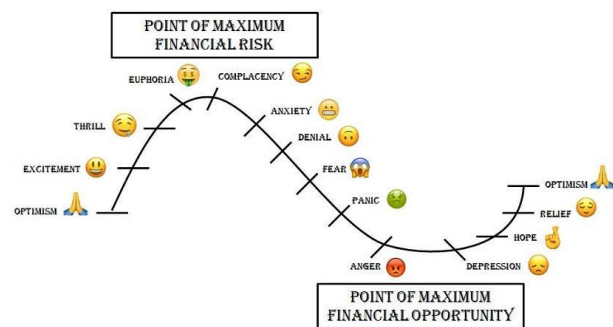 POINT OF MAXIMUM
FINANCIAL RISK
EUPHORIA
COMPLACENCY
THRILL
ANXIETY
DENIAL
EXCITEMENT
FEAR
OPTIMISM
PANIC
OPTIMISM
RELIEF
HOPE
ANGER
DEPRESSION
POINT OF MAXIMUM
FINANCIAL OPPORTUNITY